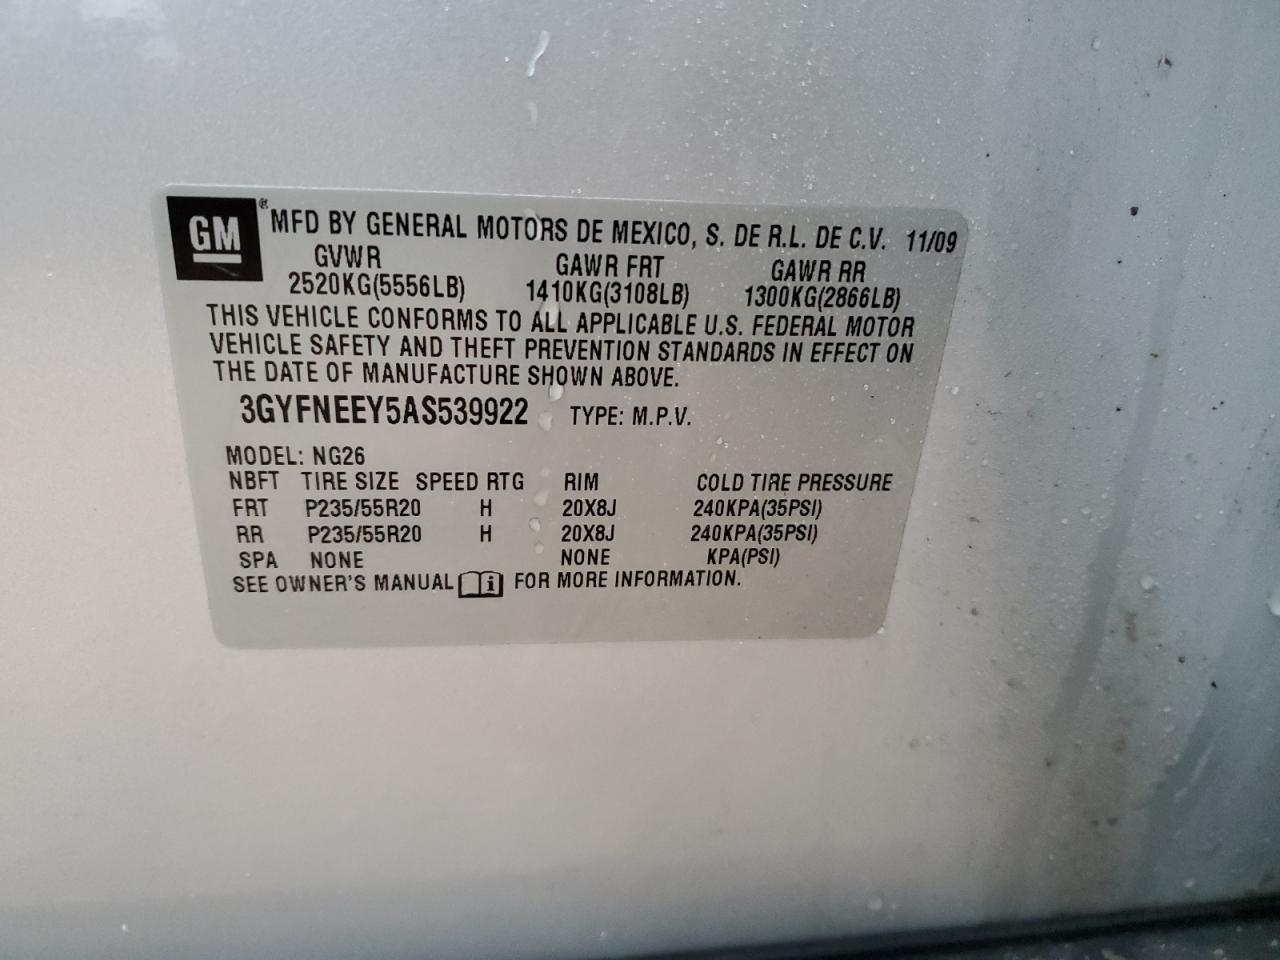 GM ® MFD BY GENERAL MOTORS DE MEXICO, S. DE R.L. DE C.V. 11/09
GVWR GAWR FRT GAWR RR
2520KG(5556LB) 1410KG(3108LB) 1300KG(2866LB)
THIS VEHICLE CONFORMS TO ALL APPLICABLE U.S. FEDERAL MOTOR
VEHICLE SAFETY AND THEFT PREVENTION STANDARDS IN EFFECT ON
THE DATE OF MANUFACTURE SHOWN ABOVE.
3GYFNEEY5AS539922 TYPE: M.P.V.
MODEL: NG26
NBFT TIRE SIZE SPEED RTG RIM COLD TIRE PRESSURE
FRT P235/55R20 H 20X8J 240KPA(35PSI)
RR P235/55R20 H 20X8J 240KPA(35PSI)
SPA NONE NONE KPA(PSI)
SEE OWNER'S MANUAL i FOR MORE INFORMATION.